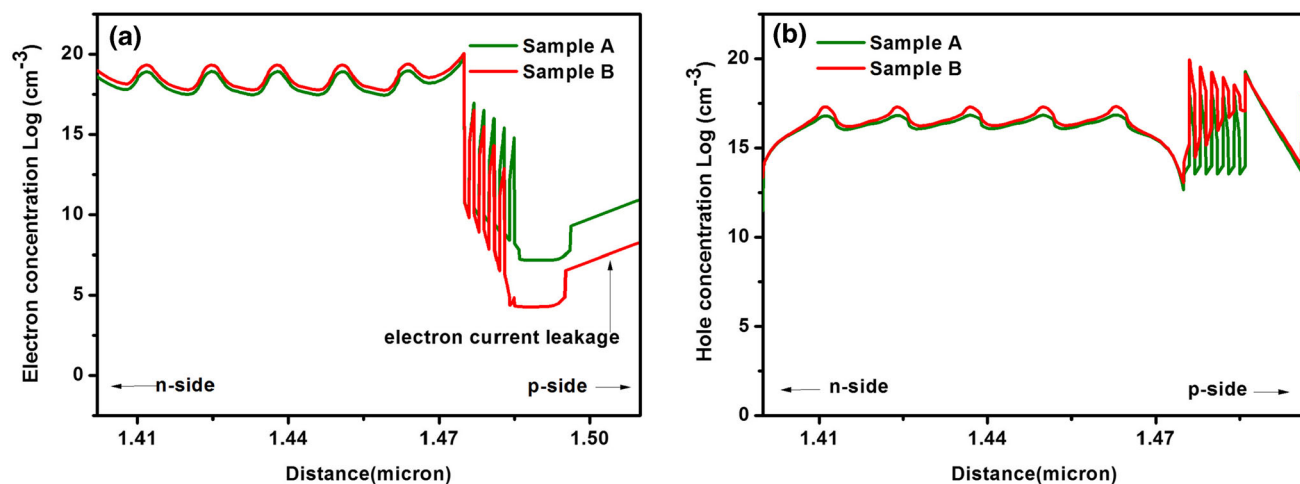 (a)
Sample A
Sample B
Electron concentration Log (cm-3)
20
15
10
5
0
electron current leakage
n-side
p-side
1.41
1.44
1.47
1.50
Distance(micron)
(b)
Sample A
Sample B
Hole concentration Log (cm-3)
20
15
10
5
0
n-side
p-side
1.41
1.44
1.47
Distance(micron)